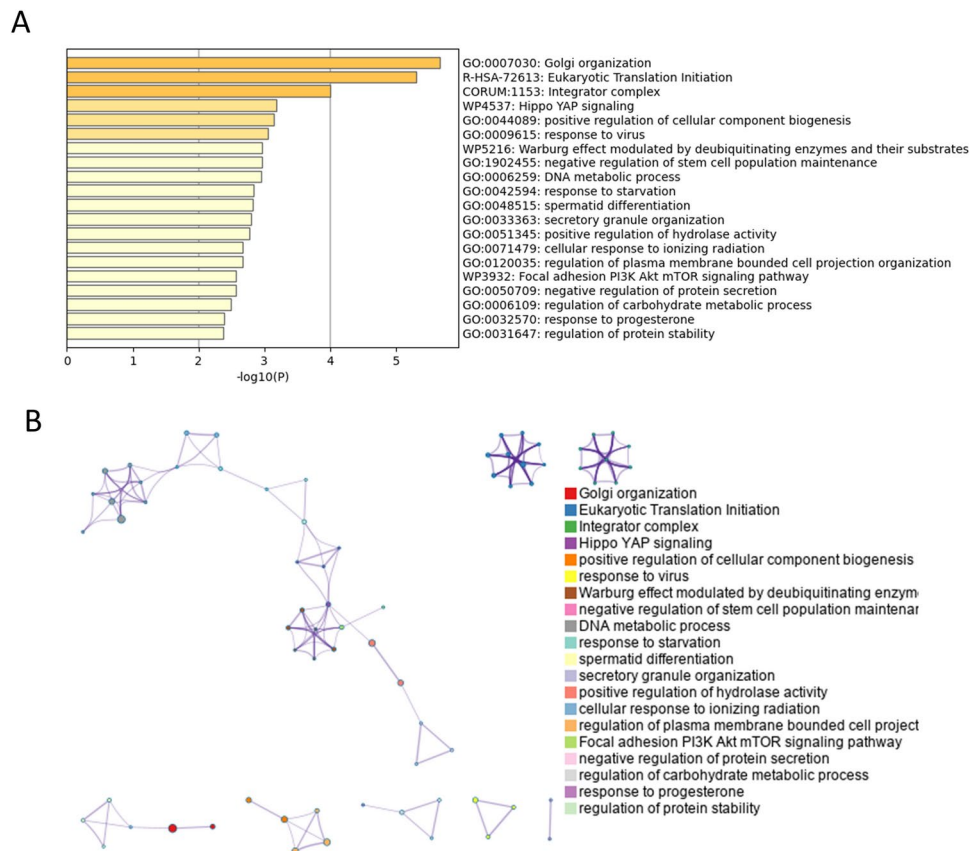 A
GO:0007030: Golgi organization
R-HSA-72613: Eukaryotic Translation Initiation
CORUM:1153: Integrator complex
WP4537: Hippo YAP signaling
GO:0044089: positive regulation of cellular component biogenesis
GO:0009615: response to virus
WP5216: Warburg effect modulated by deubiquitinating enzymes and their substrates
GO:1902455: negative regulation of stem cell population maintenance
GO:0006259: DNA metabolic process
GO:0042594: response to starvation
GO:0048515: spermatid differentiation
GO:0033363: secretory granule organization
GO:0051345: positive regulation of hydrolase activity
GO:0071479: cellular response to ionizing radiation
GO:0120035: regulation of plasma membrane bounded cell projection organization
WP3932: Focal adhesion PI3K Akt mTOR signaling pathway
GO:0050709: negative regulation of protein secretion
GO:0006109: regulation of carbohydrate metabolic process
GO:0032570: response to progesterone
GO:0031647: regulation of protein stability
0 1 2 3 4 5
-log10(P)
B
Golgi organization
Eukaryotic Translation Initiation
Integrator complex
Hippo YAP signaling
positive regulation of cellular component biogenesis
response to virus
Warburg effect modulated by deubiquitinating enzym
negative regulation of stem cell population maintenar
DNA metabolic process
response to starvation
spermatid differentiation
secretory granule organization
positive regulation of hydrolase activity
cellular response to ionizing radiation
regulation of plasma membrane bounded cell project
Focal adhesion PI3K Akt mTOR signaling pathway
negative regulation of protein secretion
regulation of carbohydrate metabolic process
response to progesterone
regulation of protein stability